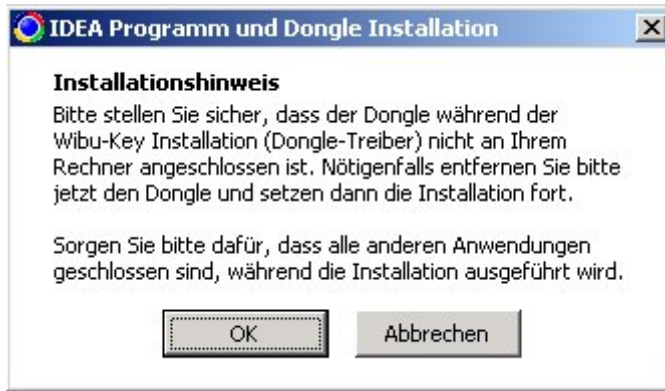 IDEA Programm und Dongle Installation
Installationshinweis
Bitte stellen Sie sicher, dass der Dongle während der
Wibu-Key Installation (Dongle-Treiber) nicht an Ihrem
Rechner angeschlossen ist. Nötigenfalls entfernen Sie bitte
jetzt den Dongle und setzen dann die Installation fort.
Sorgen Sie bitte dafür, dass alle anderen Anwendungen
geschlossen sind, während die Installation ausgeführt wird.
OK
Abbrechen